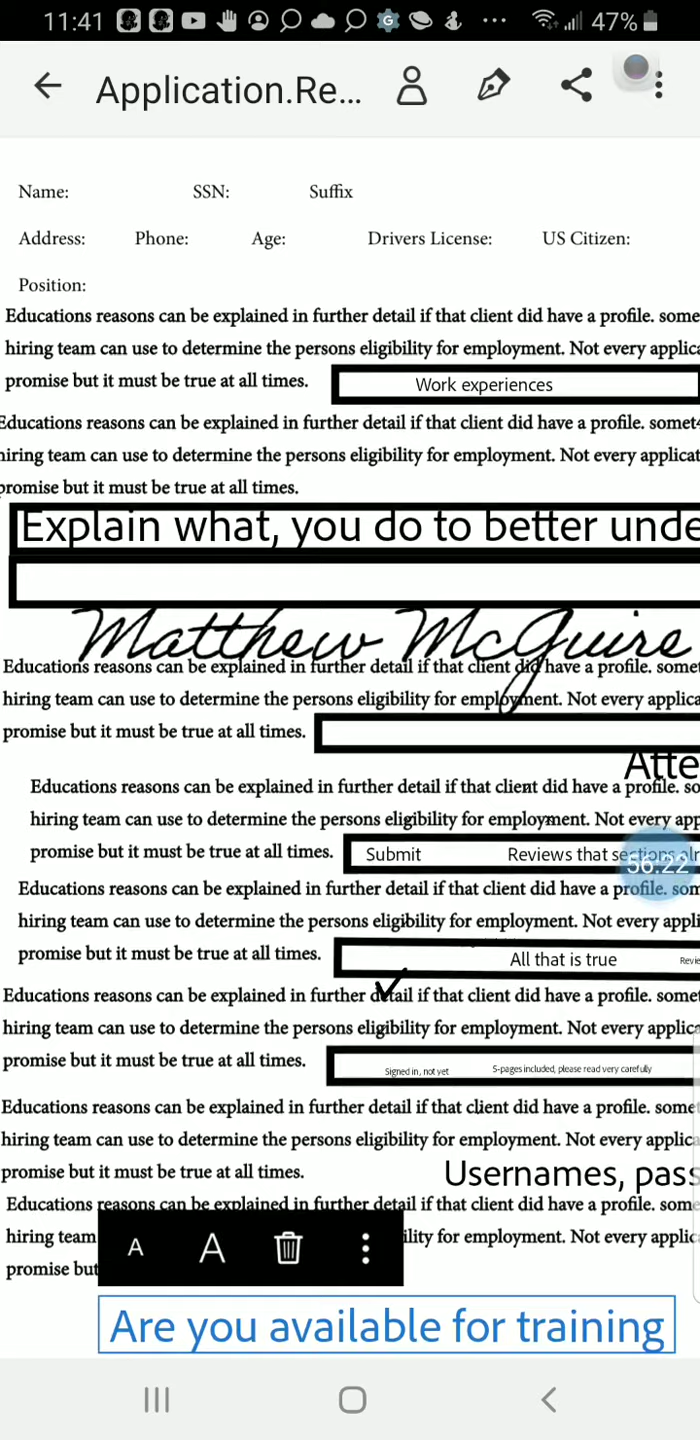 11:41 47%
Application.Re...
Name: SSN: Suffix
Address: Phone: Age: Drivers License: US Citizen:
Position:
Educations reasons can be explained in further detail if that client did have a profile. some
hiring team can use to determine the persons eligibility for employment. Not every applica
promise but it must be true at all times. Work experiences
Educations reasons can be explained in further detail if that client did have a profile. somet
hiring team can use to determine the persons eligibility for employment. Not every applicat
promise but it must be true at all times.
Explain what, you do to better unde
Matthew McGuire
Educations reasons can be explained in further detail if that client did have a profile. somet
hiring team can use to determine the persons eligibility for employment. Not every applica
promise but it must be true at all times.
Atte
Educations reasons can be explained in further detail if that client did have a profile. so
hiring team can use to determine the persons eligibility for employment. Not every app
promise but it must be true at all times. Submit Reviews that sections alr
56:22
Educations reasons can be explained in further detail if that client did have a profile. som
hiring team can use to determine the persons eligibility for employment. Not every appli
promise but it must be true at all times. All that is true Revie
Educations reasons can be explained in further detail if that client did have a profile. somet
hiring team can use to determine the persons eligibility for employment. Not every applic
promise but it must be true at all times. Signed in, not yet 5-pages included, please read very carefully
Educations reasons can be explained in further detail if that client did have a profile. somet
hiring team can use to determine the persons eligibility for employment. Not every applica
promise but it must be true at all times. Usernames, pass
Educations reasons can be explained in further detail if that client did have a profile. some
hiring team ility for employment. Not every applic
promise but
A A
Are you available for training